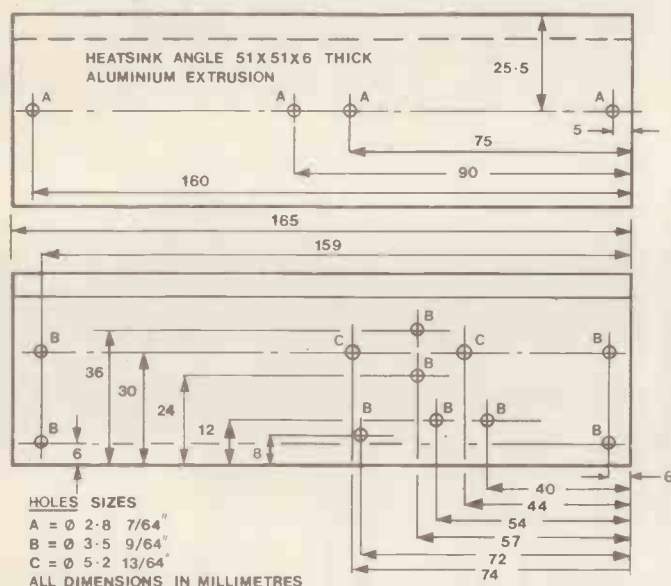 HEATSINK ANGLE 51X51X6 THICK
ALUMINIUM EXTRUSION
25·5
A
A
A
A
5
75
90
160
165
159
B
B
C
C
B
B
36
30
24
12
B
B
B
8
B
B
6
6
40
44
54
57
72
74
HOLES SIZES
A = Ø 2·8 7/64"
B = Ø 3·5 9/64"
C = Ø 5·2 13/64"
ALL DIMENSIONS IN MILLIMETRES